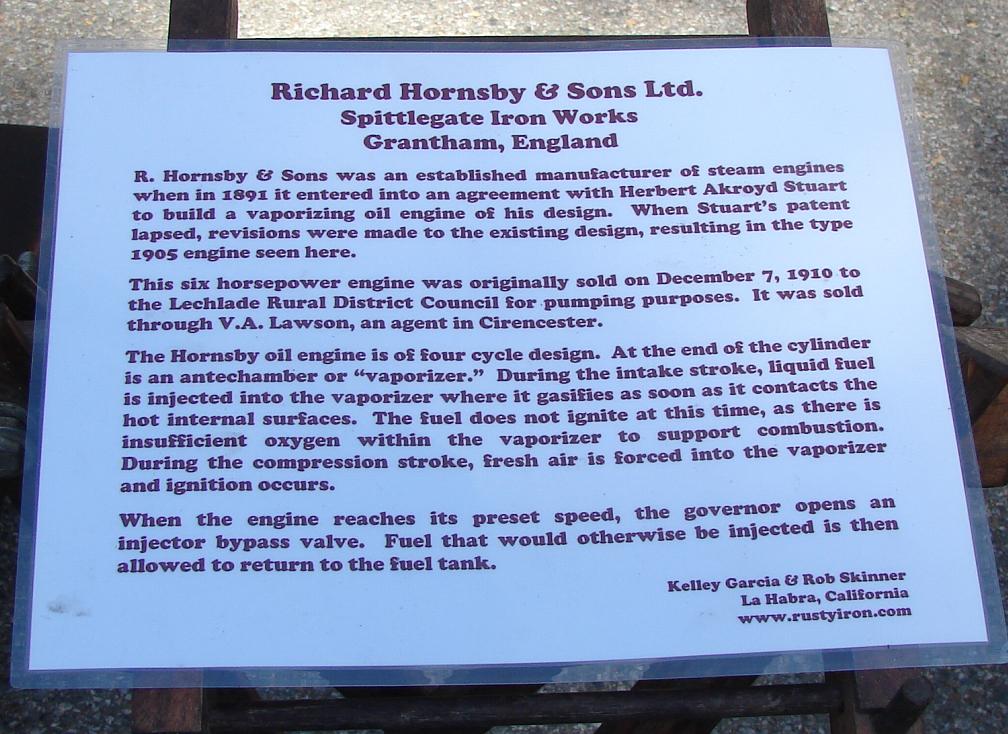 Richard Hornsby & Sons Ltd.
Spittlegate Iron Works
Grantham, England
R. Hornsby & Sons was an established manufacturer of steam engines
when in 1891 it entered into an agreement with Herbert Akroyd Stuart
to build a vaporizing oil engine of his design. When Stuart's patent
lapsed, revisions were made to the existing design, resulting in the type
1905 engine seen here.
This six horsepower engine was originally sold on December 7, 1910 to
the Lechlade Rural District Council for pumping purposes. It was sold
through V.A. Lawson, an agent in Cirencester.
The Hornsby oil engine is of four cycle design. At the end of the cylinder
is an antechamber or “vaporizer.” During the intake stroke, liquid fuel
is injected into the vaporizer where it gasifies as soon as it contacts the
hot internal surfaces. The fuel does not ignite at this time, as there is
insufficient oxygen within the vaporizer to support combustion.
During the compression stroke, fresh air is forced into the vaporizer
and ignition occurs.
When the engine reaches its preset speed, the governor opens an
injector bypass valve. Fuel that would otherwise be injected is then
allowed to return to the fuel tank.
Kelley Garcia & Rob Skinner
La Habra, California
www.rustyiron.com